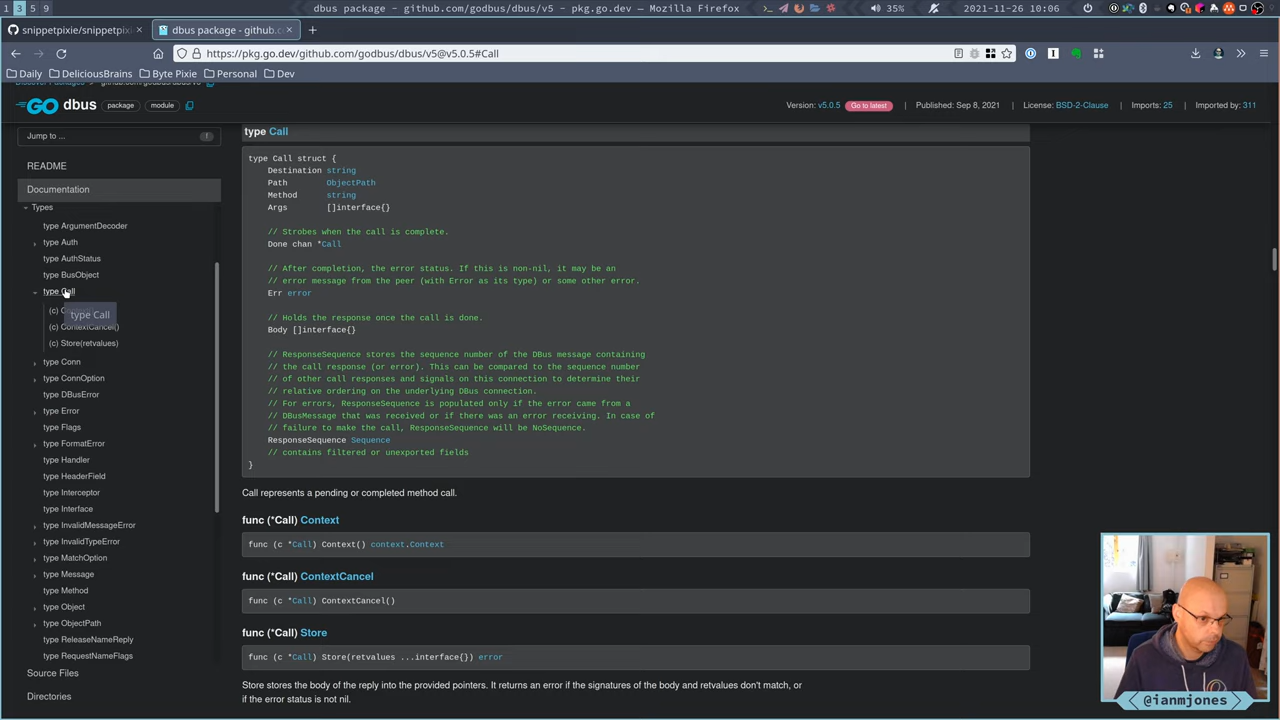 1 3 5 9
dbus package - github.com/godbus/dbus/v5 - pkg.go.dev — Mozilla Firefox
35%
2021-11-26 10:06
snippetpixie/snippetpix
dbus package - github.c
https://pkg.go.dev/github.com/godbus/dbus/v5@v5.0.5#Call
Daily
DeliciousBrains
Byte Pixie
Personal
Dev
GO dbus package module
Version: v5.0.5 Go to latest | Published: Sep 8, 2021 | License: BSD-2-Clause | Imports: 25 | Imported by: 311
Jump to ...
README
Documentation
Types
type ArgumentDecoder
type Auth
type AuthStatus
type BusObject
type Call
type Call
(c) ContextCancel()
(c) Store(retvalues)
type Conn
type ConnOption
type DBusError
type Error
type Flags
type FormatError
type Handler
type HeaderField
type Interceptor
type Interface
type InvalidMessageError
type InvalidTypeError
type MatchOption
type Message
type Method
type Object
type ObjectPath
type ReleaseNameReply
type RequestNameFlags
Source Files
Directories
type Call
type Call struct {
Destination string
Path ObjectPath
Method string
Args []interface{}
// Strobes when the call is complete.
Done chan *Call
// After completion, the error status. If this is non-nil, it may be an
// error message from the peer (with Error as its type) or some other error.
Err error
// Holds the response once the call is done.
Body []interface{}
// ResponseSequence stores the sequence number of the DBus message containing
// the call response (or error). This can be compared to the sequence number
// of other call responses and signals on this connection to determine their
// relative ordering on the underlying DBus connection.
// For errors, ResponseSequence is populated only if the error came from a
// DBusMessage that was received or if there was an error receiving. In case of
// failure to make the call, ResponseSequence will be NoSequence.
ResponseSequence Sequence
// contains filtered or unexported fields
}
Call represents a pending or completed method call.
func (*Call) Context
func (c *Call) Context() context.Context
func (*Call) ContextCancel
func (c *Call) ContextCancel()
func (*Call) Store
func (c *Call) Store(retvalues ...interface{}) error
Store stores the body of the reply into the provided pointers. It returns an error if the signatures of the body and retvalues don't match, or
if the error status is not nil.
@ianmjones